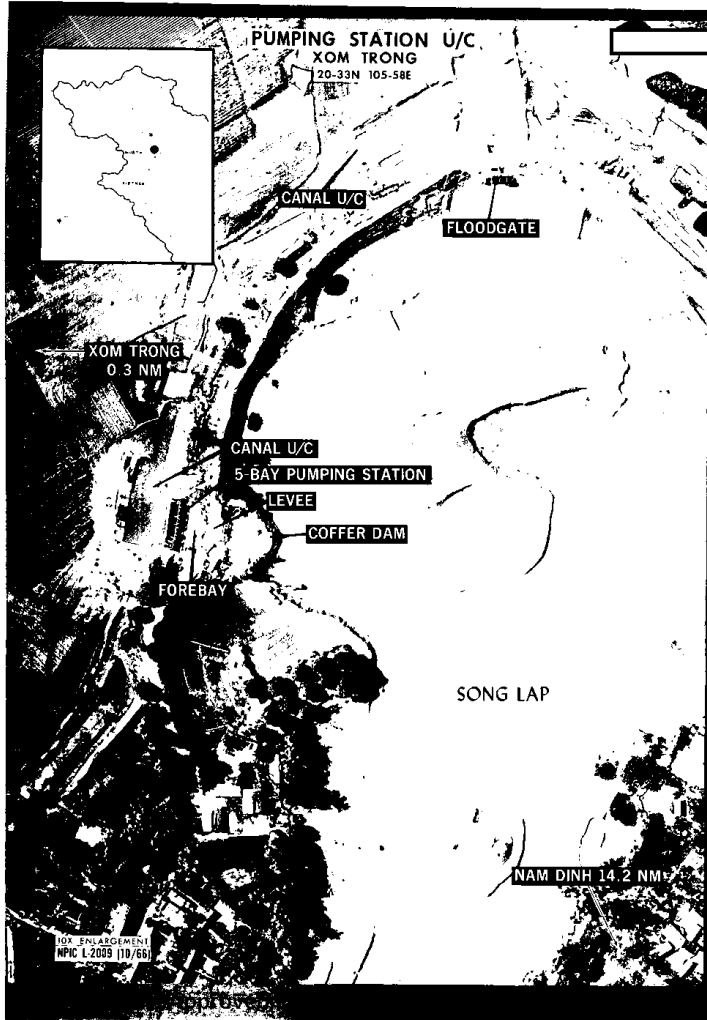 PUMPING STATION U/C
XOM TRONG
20-33N 105-58E
CANAL U/C
FLOODGATE
XOM TRONG
0.3 NM
CANAL U/C
5-BAY PUMPING STATION
LEVEE
COFFER DAM
FOREBAY
SONG LAP
NAM DINH 14.2 NM
10X ENLARGEMENT
NPIC L-2009 (10/66)